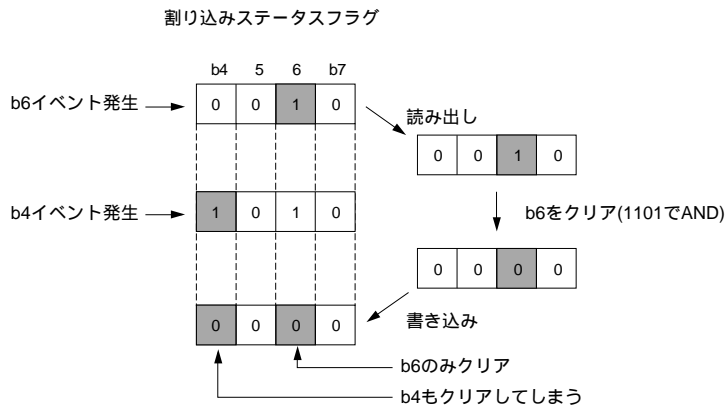 割り込みステータスフラグ
b4 5 6 b7
b6イベント発生
0 0 1 0
読み出し
0 0 1 0
b4イベント発生
1 0 1 0
b6をクリア(1101でAND)
0 0 0 0
0 0 0 0
書き込み
b6のみクリア
b4もクリアしてしまう